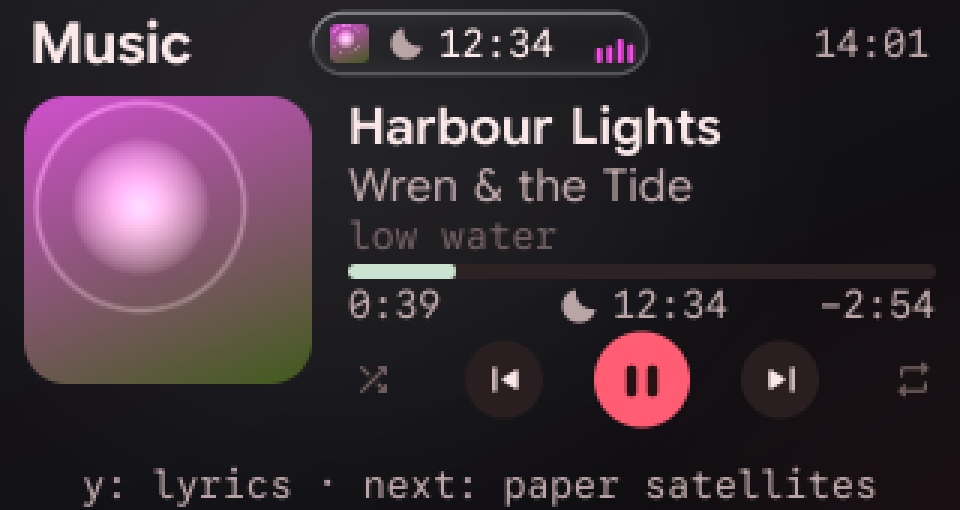 Music 12:34 14:01
Harbour Lights
Wren & the Tide
low water
0:39 12:34 -2:54
y: lyrics · next: paper satellites